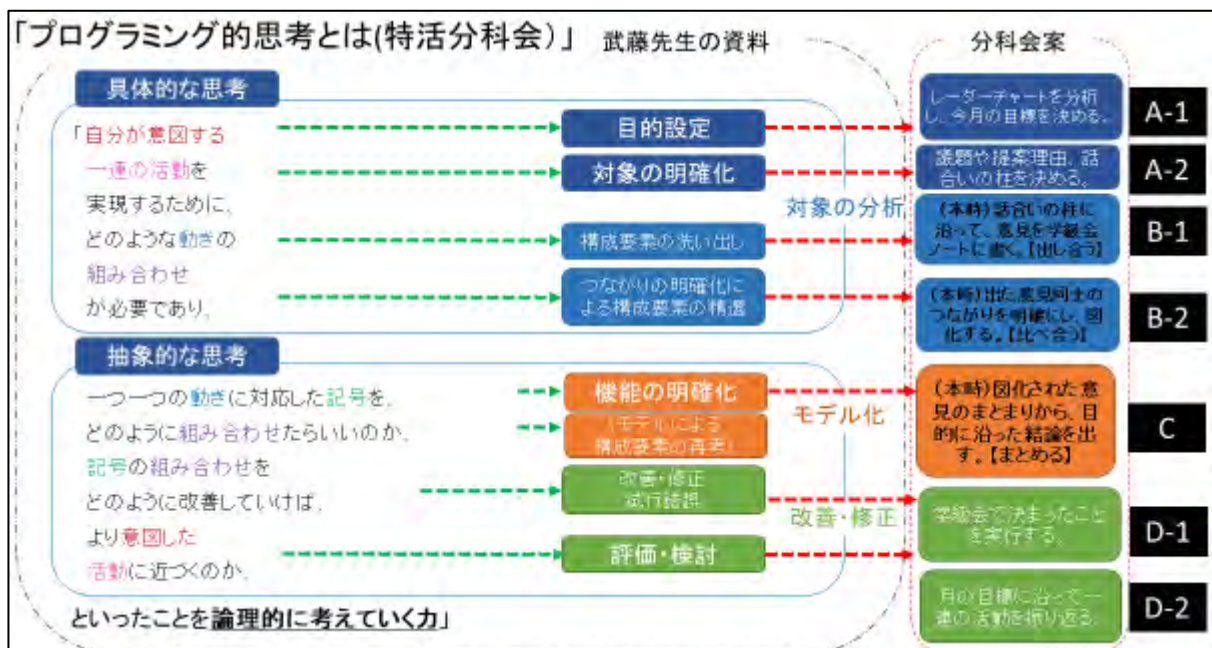 「プログラミング的思考とは(特活分科会)」 武藤先生の資料
分科会案
具体的な思考
「自分が意図する
一連の活動を
実現するために、
どのような動きの
組み合わせ
が必要であり、
目的設定
対象の明確化
対象の分析
構成要素の洗い出し
つながりの明確化に
よる構成要素の精選
レーダーチャートを分析
し、今月の目標を決める。
A-1
議題や提案理由、話
合いの柱を決める。
A-2
(本時)話合いの柱に
沿って、意見を学級会
ノートに書く。【出し合う】
B-1
(本時)出た意見同士の
つながりを明確にし、図
化する。【比べ合う】
B-2
抽象的な思考
一つ一つの動きに対応した記号を、
どのように組み合わせたらいいのか、
記号の組み合わせを
どのように改善していけば、
より意図した
活動に近づくのか、
機能の明確化
(モデルによる
構成要素の再考)
モデル化
改善・修正
試行錯誤
改善・修正
評価・検討
(本時)図化された意
見のまとまりから、目
的に沿った結論を出
す。【まとめる】
C
学級会で決まったこと
を実行する。
D-1
月の目標に沿って一
連の活動を振り返る。
D-2
といったことを論理的に考えていく力」